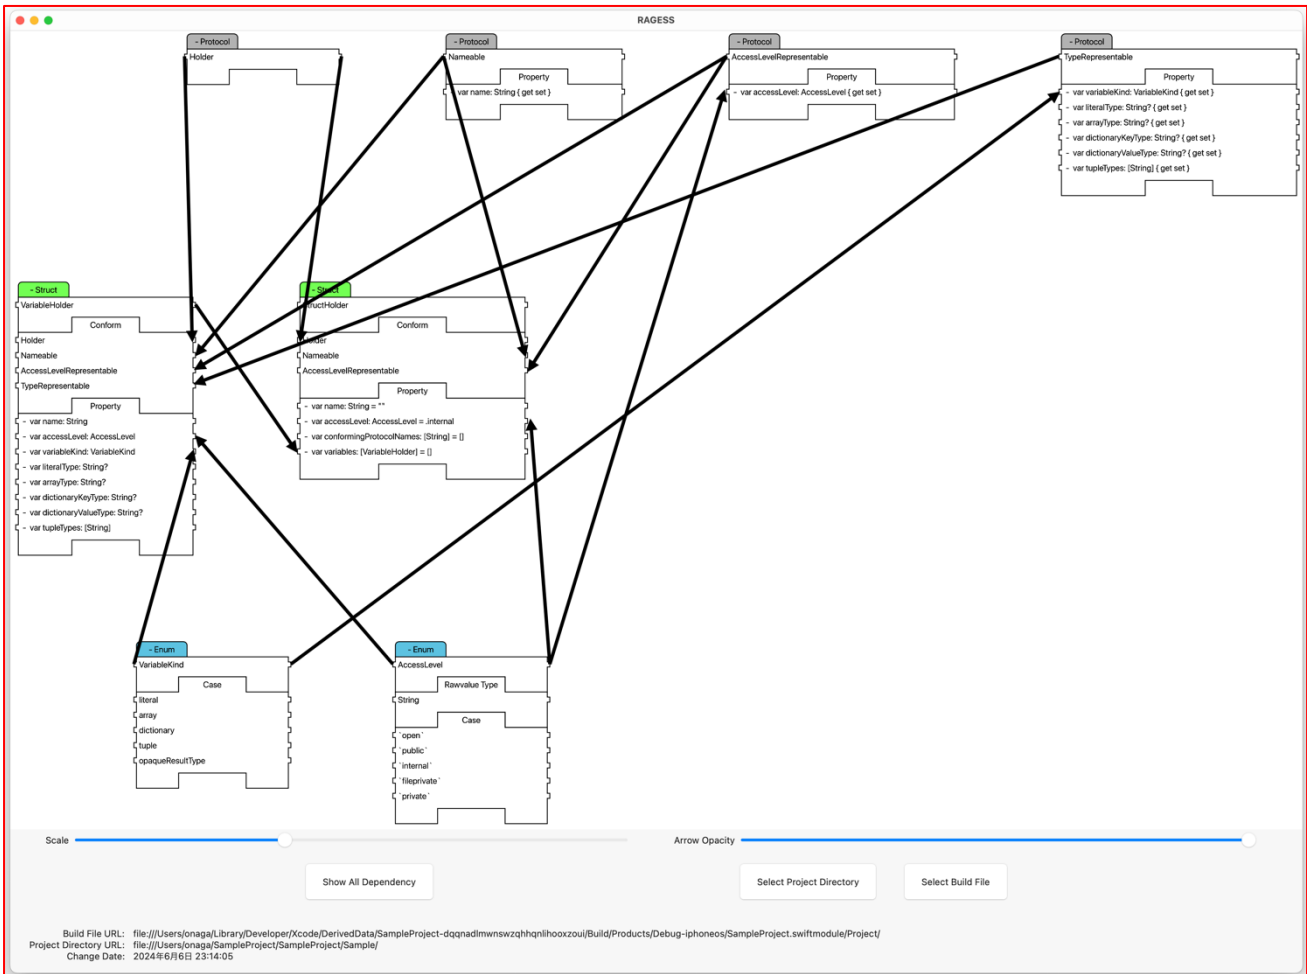 RAGESS
- Protocol
Holder
- Protocol
Nameable
Property
- var name: String { get set }
- Protocol
AccessLevelRepresentable
Property
- var accessLevel: AccessLevel { get set }
- Protocol
TypeRepresentable
Property
- var variableKind: VariableKind { get set }
- var literalType: String? { get set }
- var arrayType: String? { get set }
- var dictionaryKeyType: String? { get set }
- var dictionaryValueType: String? { get set }
- var tupleTypes: [String] { get set }
- Struct
VariableHolder
Conform
Holder
Nameable
AccessLevelRepresentable
TypeRepresentable
Property
- var name: String
- var accessLevel: AccessLevel
- var variableKind: VariableKind
- var literalType: String?
- var arrayType: String?
- var dictionaryKeyType: String?
- var dictionaryValueType: String?
- var tupleTypes: [String]
- Struct
StructHolder
Conform
Holder
Nameable
AccessLevelRepresentable
Property
- var name: String = ""
- var accessLevel: AccessLevel = .internal
- var conformingProtocolNames: [String] = []
- var variables: [VariableHolder] = []
- Enum
VariableKind
Case
literal
array
dictionary
tuple
opaqueResultType
- Enum
AccessLevel
Rawvalue Type
String
Case
`open`
`public`
`internal`
`fileprivate`
`private`
Scale
Arrow Opacity
Show All Dependency
Select Project Directory
Select Build File
Build File URL: file:///Users/onaga/Library/Developer/Xcode/DerivedData/SampleProject-dqqnadlmwnswzqhhqnlihooxzoui/Build/Products/Debug-iphoneos/SampleProject.swiftmodule/Project/
Project Directory URL: file:///Users/onaga/SampleProject/SampleProject/Sample/
Change Date: 2024年6月6日 23:14:05